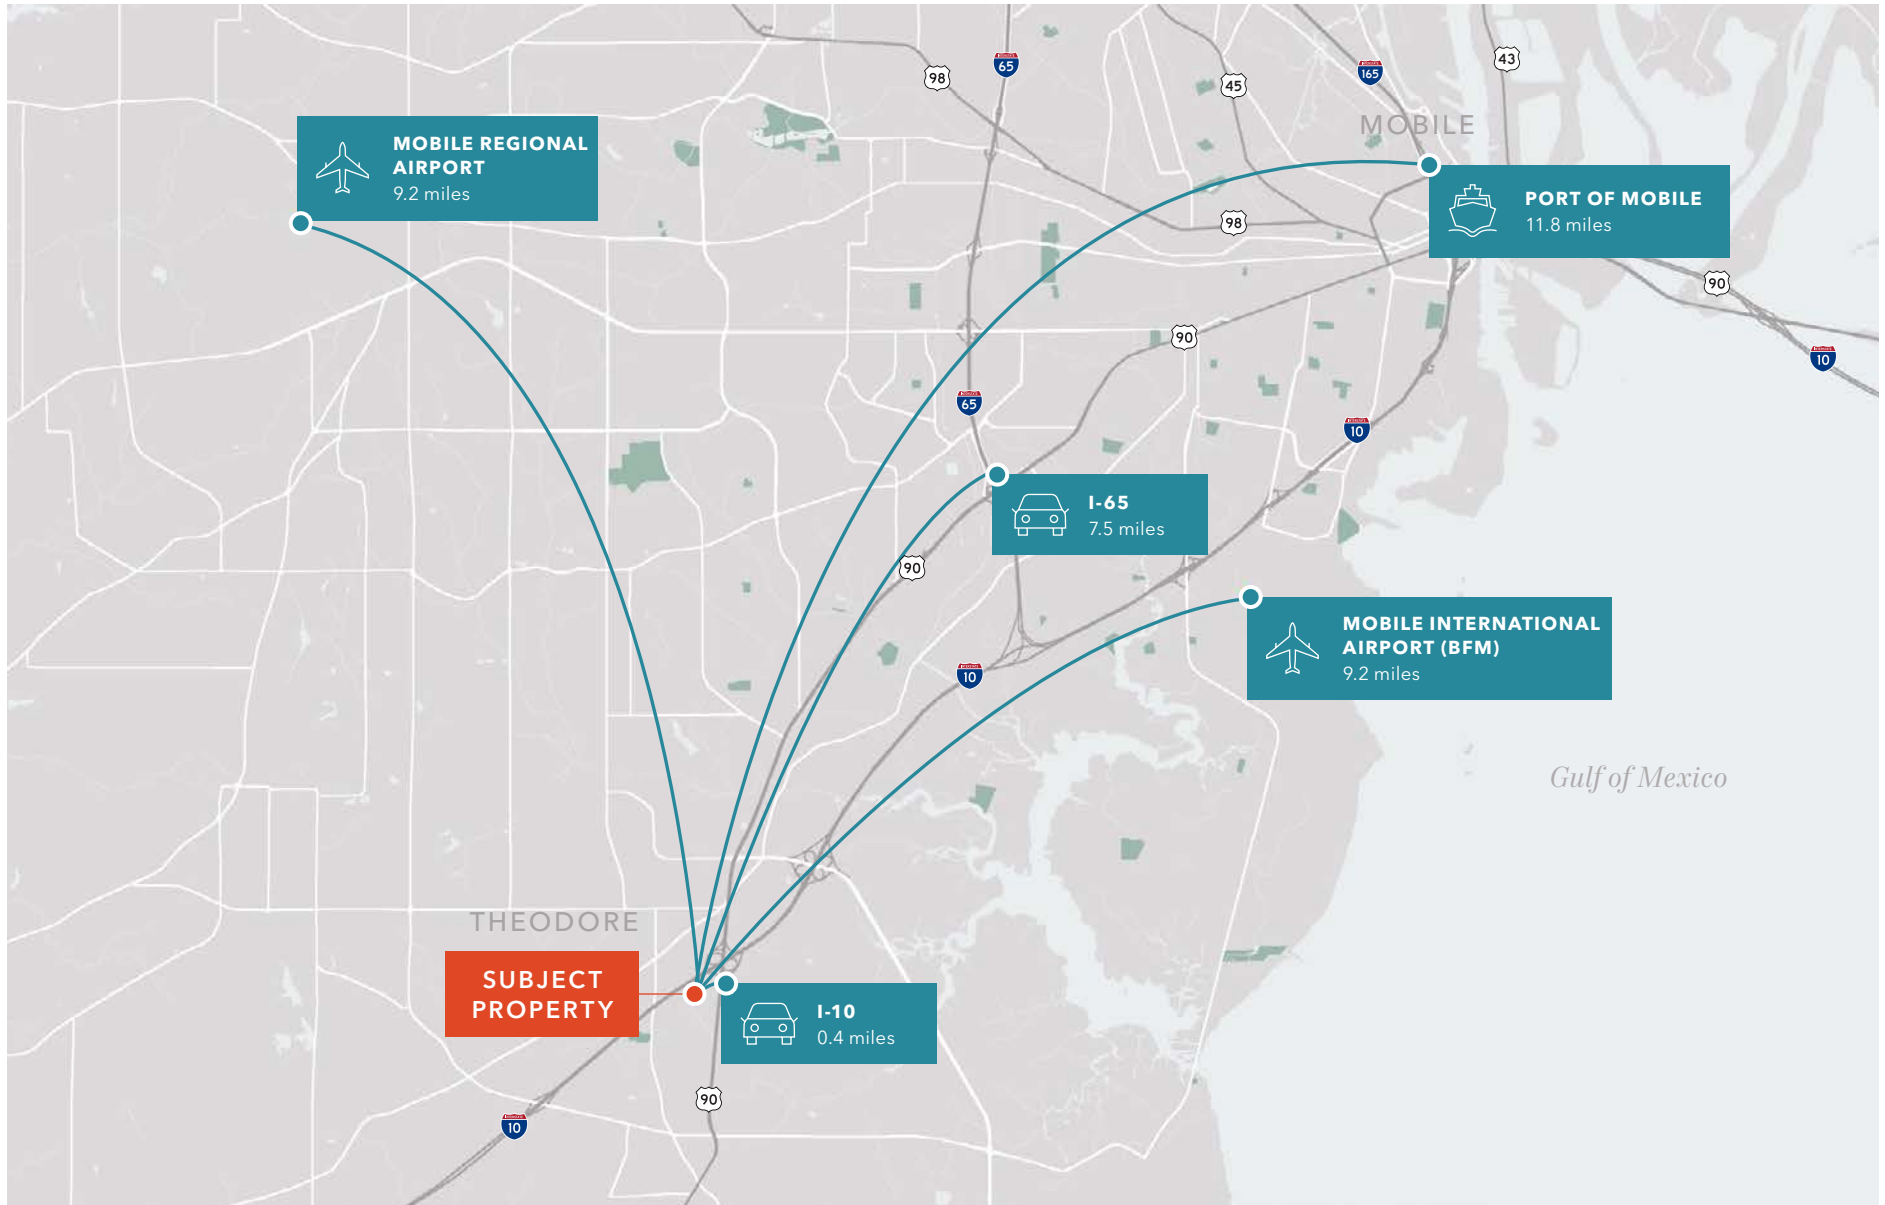 65
98
45
165
43
MOBILE
MOBILE REGIONAL
AIRPORT
9.2 miles
PORT OF MOBILE
11.8 miles
98
90
90
10
65
10
I-65
7.5 miles
90
MOBILE INTERNATIONAL
AIRPORT (BFM)
9.2 miles
10
Gulf of Mexico
THEODORE
SUBJECT
PROPERTY
I-10
0.4 miles
90
10